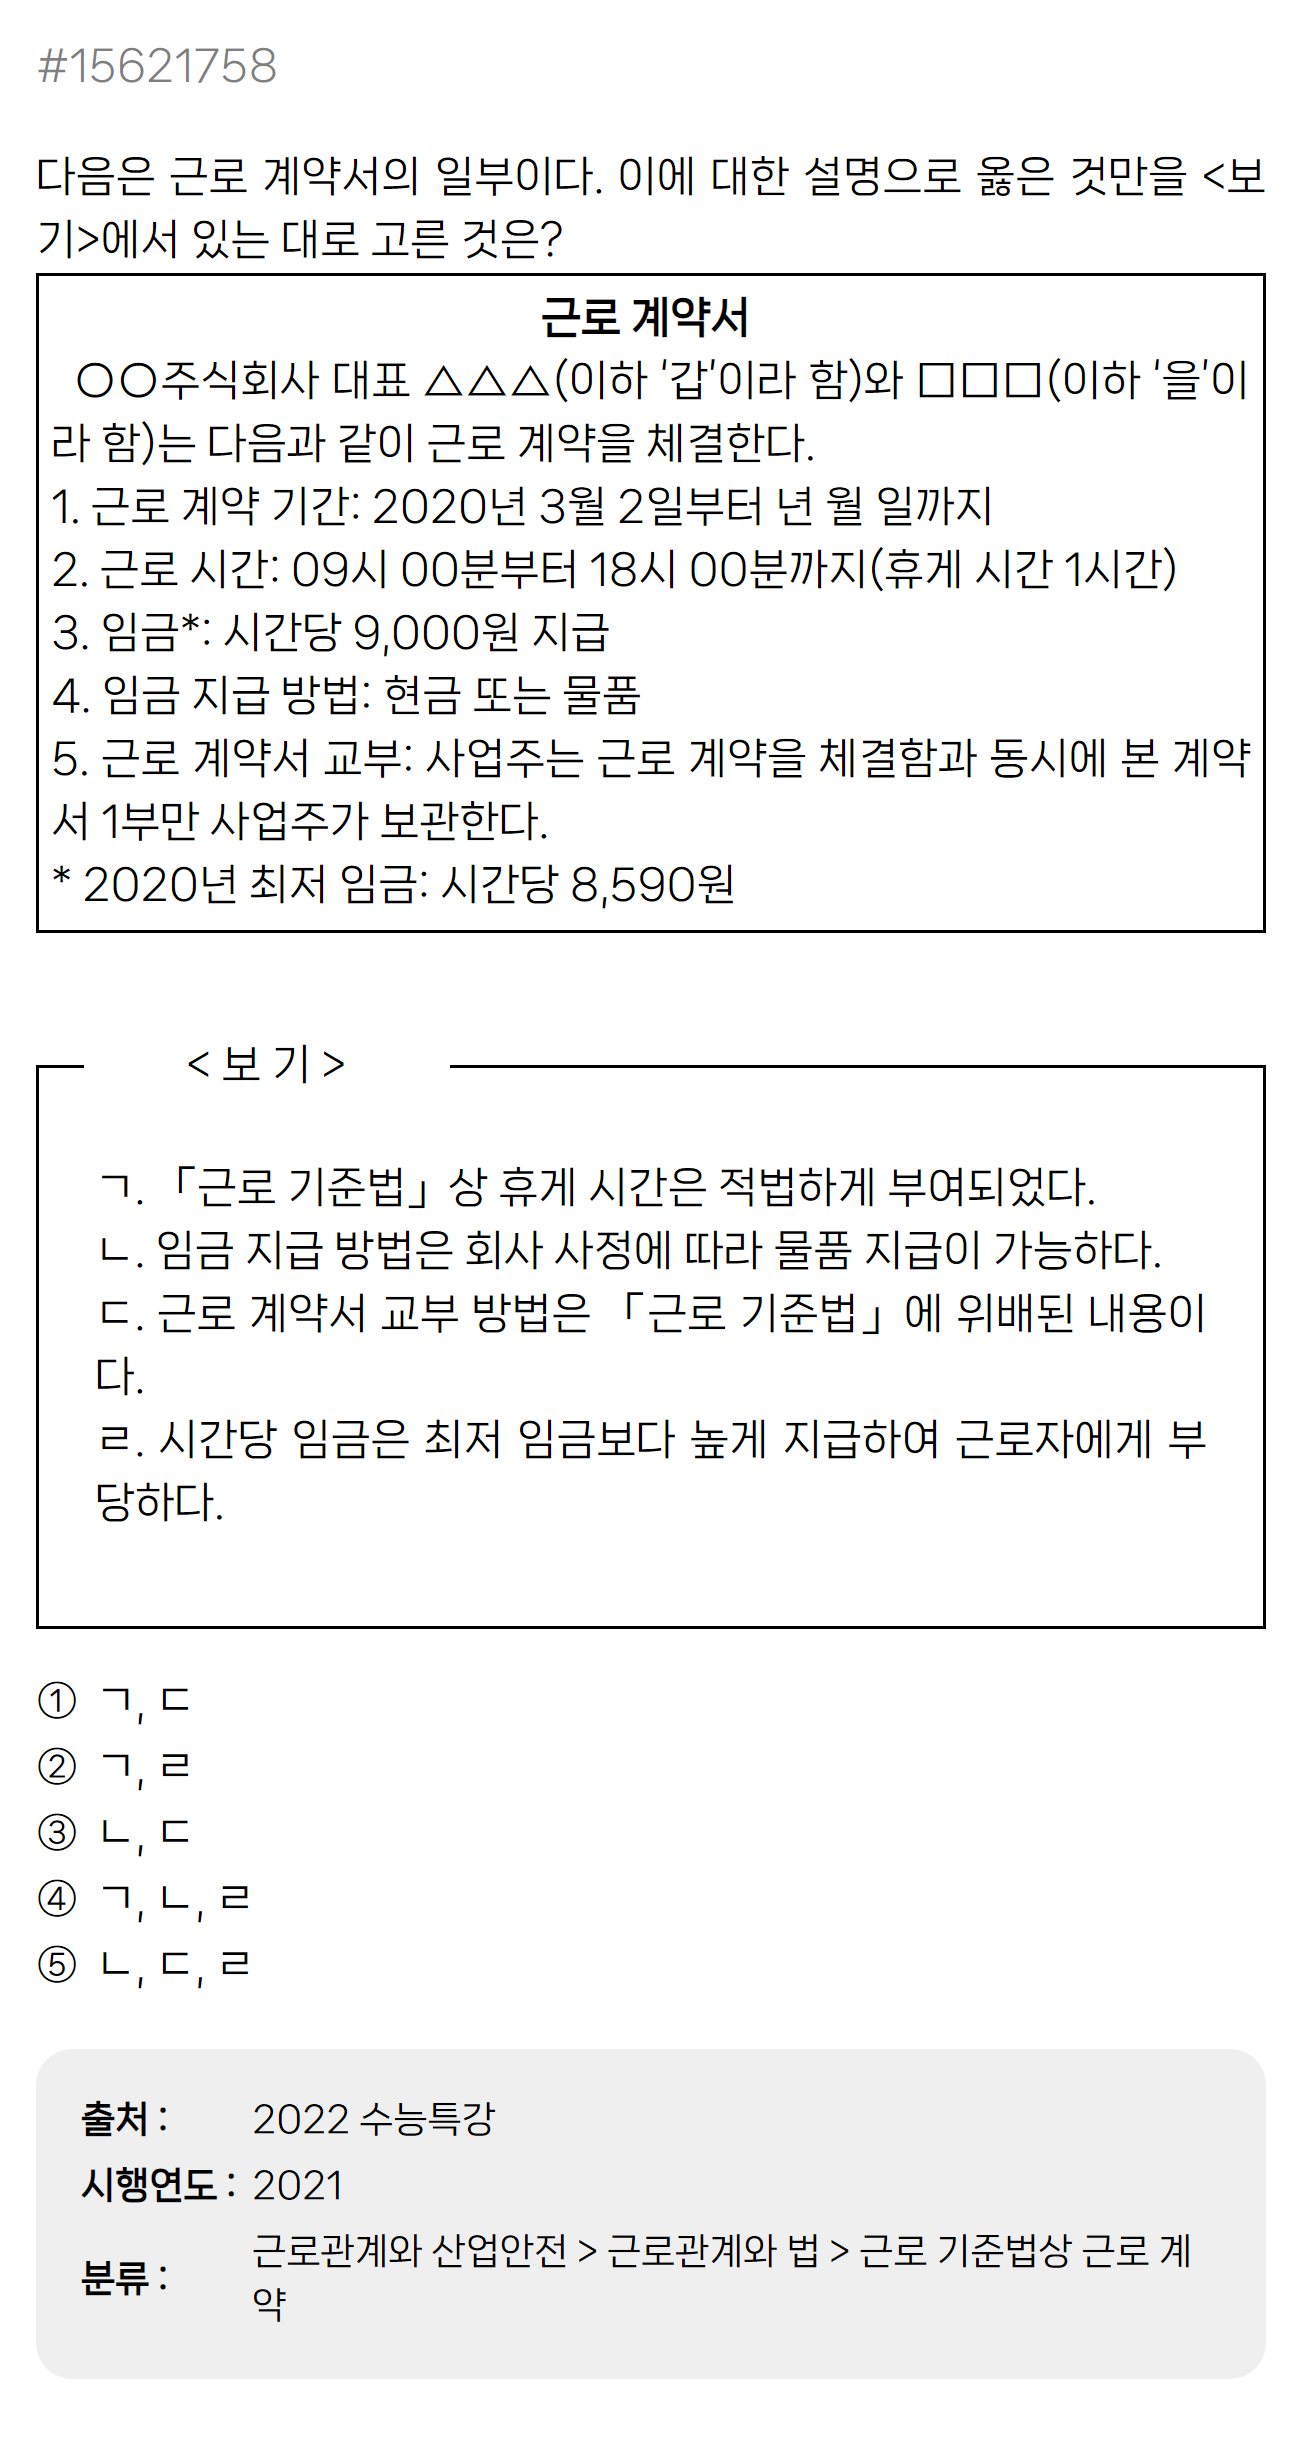 #15621758
다음은 근로 계약서의 일부이다. 이에 대한 설명으로 옳은 것만을 <보
기>에서 있는 대로 고른 것은?
근로 계약서
○○주식회사 대표 △△△(이하 '갑'이라 함)와 □□□(이하 '을'이
라 함)는 다음과 같이 근로 계약을 체결한다.
1. 근로 계약 기간: 2020년 3월 2일부터 년 월 일까지
2. 근로 시간: 09시 00분부터 18시 00분까지(휴게 시간 1시간)
3. 임금*: 시간당 9,000원 지급
4. 임금 지급 방법: 현금 또는 물품
5. 근로 계약서 교부: 사업주는 근로 계약을 체결함과 동시에 본 계약
서 1부만 사업주가 보관한다.
* 2020년 최저 임금: 시간당 8,590원
< 보 기 >
ㄱ. 「근로 기준법」상 휴게 시간은 적법하게 부여되었다.
ㄴ. 임금 지급 방법은 회사 사정에 따라 물품 지급이 가능하다.
ㄷ. 근로 계약서 교부 방법은 「근로 기준법」에 위배된 내용이
다.
ㄹ. 시간당 임금은 최저 임금보다 높게 지급하여 근로자에게 부
당하다.
① ㄱ, ㄷ
② ㄱ, ㄹ
③ ㄴ, ㄷ
④ ㄱ, ㄴ, ㄹ
⑤ ㄴ, ㄷ, ㄹ
출처 : 2022 수능특강
시행연도 : 2021
분류 : 근로관계와 산업안전 > 근로관계와 법 > 근로 기준법상 근로 계
약